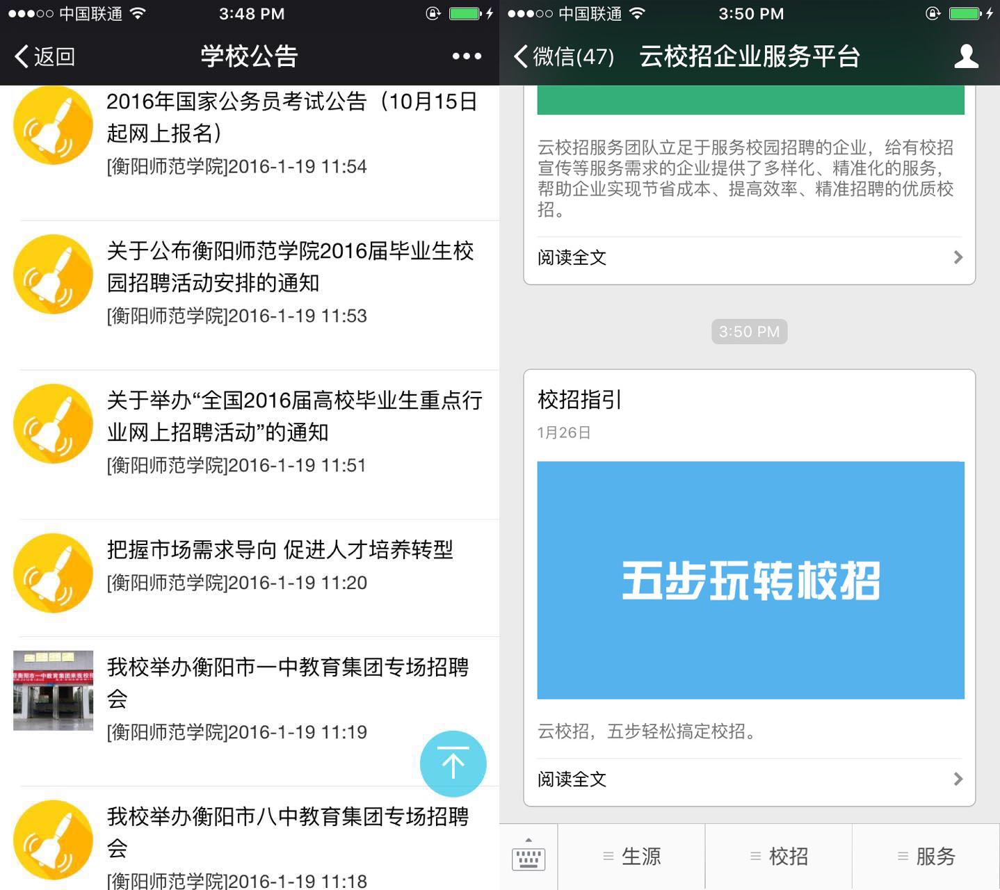 中国联通
3:48 PM
返回
学校公告
2016年国家公务员考试公告（10月15日
起网上报名）
[衡阳师范学院]2016-1-19 11:54
关于公布衡阳师范学院2016届毕业生校
园招聘活动安排的通知
[衡阳师范学院]2016-1-19 11:53
关于举办“全国2016届高校毕业生重点行
业网上招聘活动”的通知
[衡阳师范学院]2016-1-19 11:51
把握市场需求导向 促进人才培养转型
[衡阳师范学院]2016-1-19 11:20
衡阳市一中教育集团来我校招
我校举办衡阳市一中教育集团专场招聘
会
[衡阳师范学院]2016-1-19 11:19
我校举办衡阳市八中教育集团专场招聘
会
[衡阳师范学院]2016-1-19 11:18
中国联通
3:50 PM
微信(47)
云校招企业服务平台
云校招服务团队立足于服务校园招聘的企业，给有校招
宣传等服务需求的企业提供了多样化、精准化的服务，
帮助企业实现节省成本、提高效率、精准招聘的优质校
招。
阅读全文
3:50 PM
校招指引
1月26日
五步玩转校招
云校招，五步轻松搞定校招。
阅读全文
生源
校招
服务